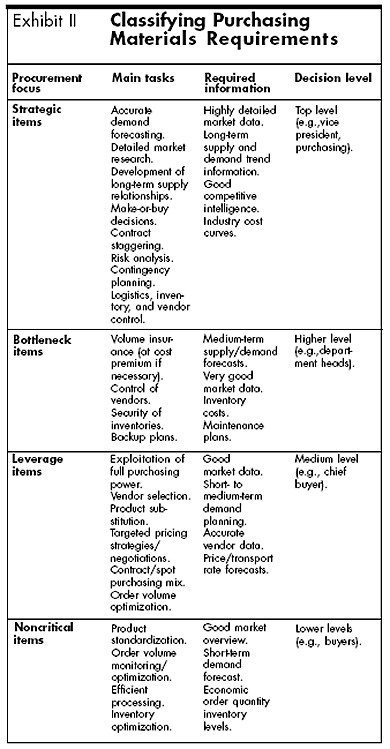 Exhibit II
Classifying Purchasing
Materials Requirements
Procurement
focus
Main tasks
Required
information
Decision level
Strategic
items
Accurate
demand
forecasting.
Detailed market
research.
Development of
long-term supply
relationships.
Make-or-buy
decisions.
Contract
staggering.
Risk analysis.
Contingency
planning.
Logistics, inven-
tory, and vendor
control.
Highly detailed
market data.
Long-term
supply and
demand trend
information.
Good
competitive
intelligence.
Industry cost
curves.
Top level
(e.g.,vice
president,
purchasing).
Bottleneck
items
Volume insur-
ance (at cost
premium if
necessary).
Control of
vendors.
Security of
inventories.
Backup plans.
Medium-term
supply/demand
forecasts.
Very good
market data.
Inventory
costs.
Maintenance
plans.
Higher level
(e.g.,depart-
ment heads).
Leverage
items
Exploitation of
full purchasing
power.
Vendor selection.
Product sub-
stitution.
Targeted pricing
strategies/
negotiations.
Contract/spot
purchasing mix.
Order volume
optimization.
Good
market data.
Short- to
medium-term
demand
planning.
Accurate
vendor data.
Price/transport
rate forecasts.
Medium level
(e.g., chief
buyer).
Noncritical
items
Product
standardization.
Order volume
monitoring/
optimization.
Efficient
processing.
Inventory
optimization.
Good market
overview.
Short-term
demand
forecast.
Economic
order quantity
inventory
levels.
Lower levels
(e.g., buyers).